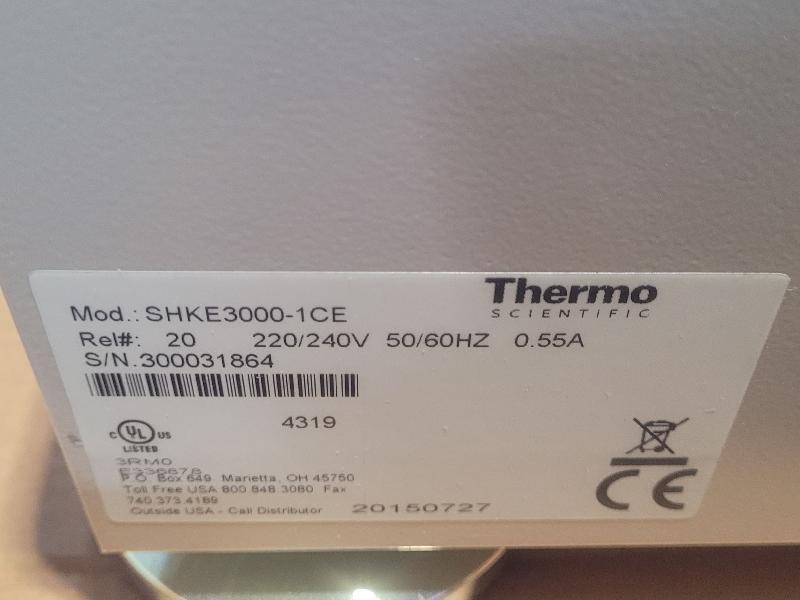 Thermo
SCIENTIFIC
Mod.: SHKE3000-1CE
Rel#: 20 220/240V 50/60HZ 0.55A
S/N.300031864
4319
C UL US
LISTED
3RM0
E336678
P.O. Box 649 Marietta, OH 45750
Toll Free USA 800.848.3080 Fax
740.373.4189
Outside USA - Call Distributor 20150727
CE